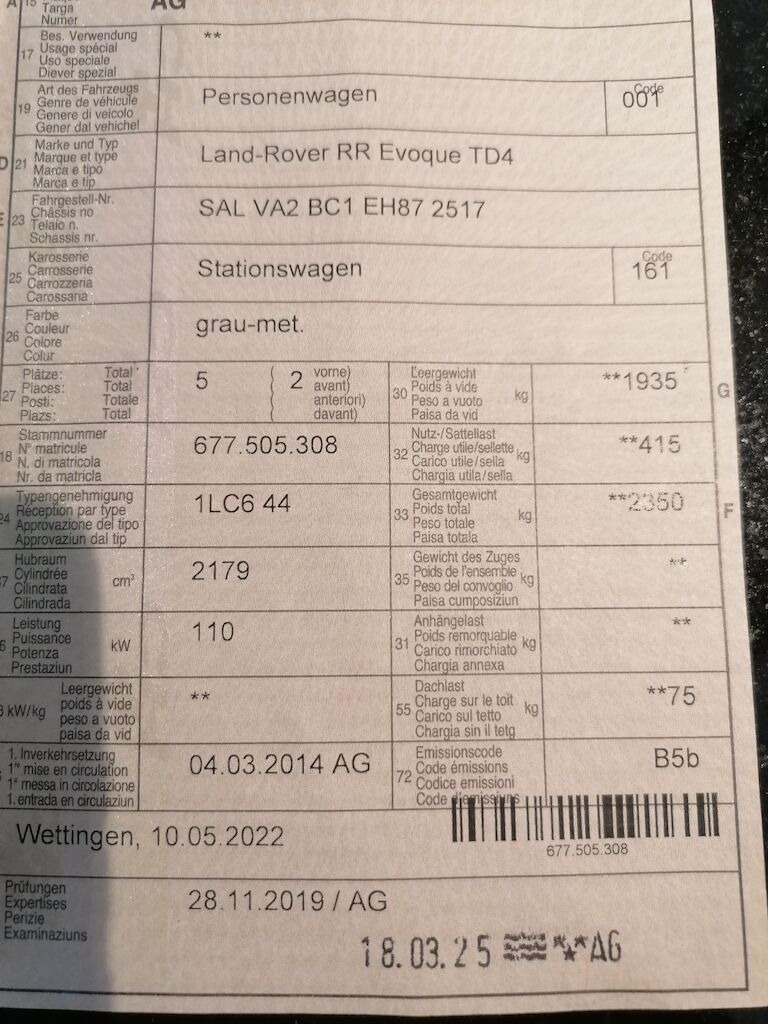 A 15 Targa AG
Numer
17 Bes. Verwendung **
Usage spécial
Uso speciale
Diever spezial
19 Art des Fahrzeugs Personenwagen Code 001
Genre de véhicule
Genere di veicolo
Gener dal vehichel
D 21 Marke und Typ Land-Rover RR Evoque TD4
Marque et type
Marca e tipo
Marca e tip
E 23 Fahrgestell-Nr. SAL VA2 BC1 EH87 2517
Châssis no
Telaio n.
Schassis nr.
25 Karosserie Stationswagen Code 161
Carrosserie
Carrozzeria
Carossaria
26 Farbe grau-met.
Couleur
Colore
Colur
27 Plätze: Total 5 ( 2 vorne)
Places: Total ( avant)
Posti: Totale ( anteriori)
Plazs: Total ( davant)
30 Leergewicht kg **1935 G
Poids à vide
Peso a vuoto
Paisa da vid
18 Stammnummer 677.505.308
N° matricule
N. di matricola
Nr. da matricla
32 Nutz-/Sattellast kg **415
Charge utile/sellette
Carico utile/sella
Chargia utila/sella
24 Typengenehmigung 1LC6 44
Réception par type
Approvazione del tipo
Approvaziun dal tip
33 Gesamtgewicht kg **2350 F
Poids total
Peso totale
Paisa totala
37 Hubraum cm³ 2179
Cylindrée
Cilindrata
Cilindrada
35 Gewicht des Zuges kg **
Poids de l'ensemble
Peso del convoglio
Paisa cumposiziun
6 Leistung kW 110
Puissance
Potenza
Prestaziun
31 Anhängelast kg **
Poids remorquable
Carico rimorchiato
Chargia annexa
kW/kg Leergewicht **
poids à vide
peso a vuoto
paisa da vid
55 Dachlast kg **75
Charge sur le toit
Carico sul tetto
Chargia sin il tetg
1. Inverkehrsetzung 04.03.2014 AG
1re mise en circulation
1a messa in circolazione
1. entrada en circulaziun
72 Emissionscode B5b
Code émissions
Codice emissioni
Code d'emissiuns
Wettingen, 10.05.2022
677.505.308
Prüfungen 28.11.2019 / AG
Expertises
Perizie
Examinaziuns
18.03.25 AG